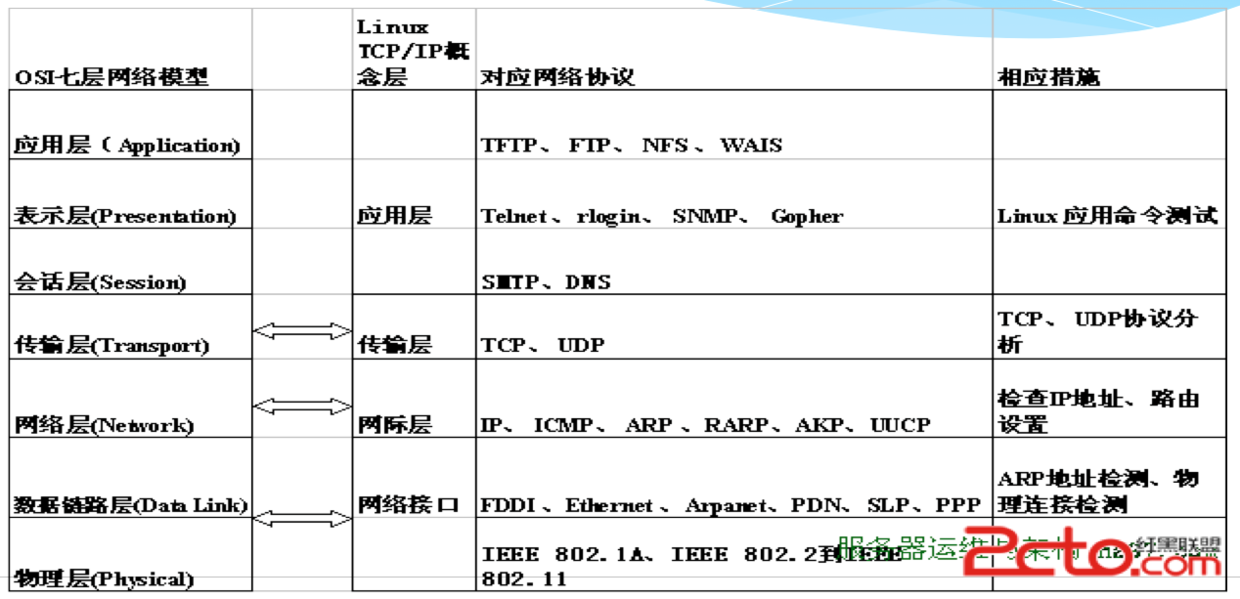 OSI七层网络模型
Linux
TCP/IP概
念层
对应网络协议
相应措施
应用层( Application)
TFTP、 FTP、 NFS 、 WAIS
表示层(Presentation)
应用层
Telnet 、 rlogin、 SNMP、 Gopher
Linux 应用命令测试
会话层(Session)
SMTP、 DNS
传输层(Transport)
传输层
TCP、 UDP
TCP、 UDP协议分
析
网络层(Network)
网际层
IP、 ICMP、 ARP 、 RARP、 AKP、 UUCP
检查IP地址、 路由
设置
数据链路层(Data Link)
网络接口
FDDI 、 Ethernet 、 Arpanet、 PDN、 SLP、 PPP
ARP地址检测、物
理连接检测
物理层(Physical)
IEEE 802.1A、 IEEE 802.2到IEEE
802.11
服务器运维与架构
2cto.com
红黑联盟